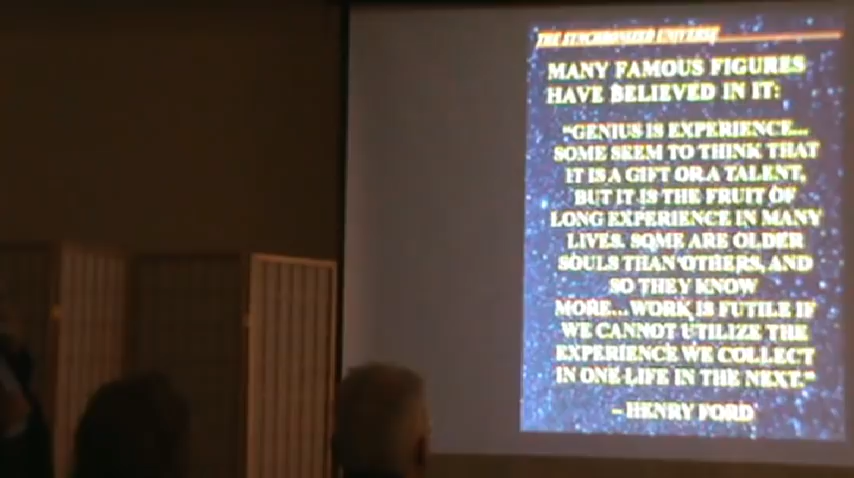 THE SYNCHRONIZED UNIVERSE
MANY FAMOUS FIGURES
HAVE BELIEVED IN IT:
"GENIUS IS EXPERIENCE...
SOME SEEM TO THINK THAT
IT IS A GIFT OR A TALENT,
BUT IT IS THE FRUIT OF
LONG EXPERIENCE IN MANY
LIVES. SOME ARE OLDER
SOULS THAN OTHERS, AND
SO THEY KNOW
MORE... WORK IS FUTILE IF
WE CANNOT UTILIZE THE
EXPERIENCE WE COLLECT
IN ONE LIFE IN THE NEXT."
– HENRY FORD